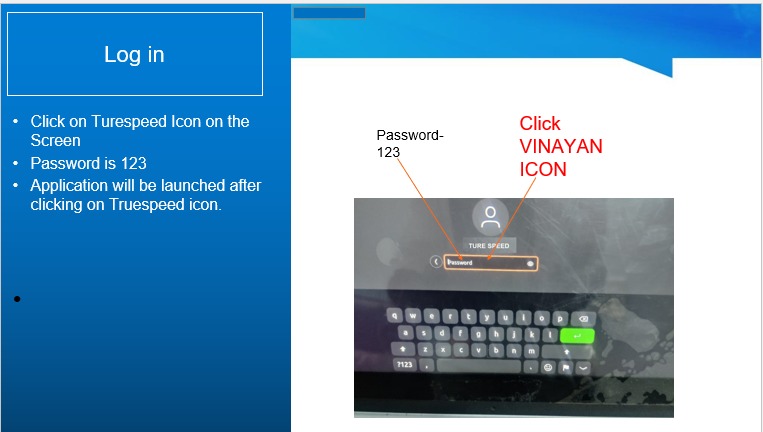 Log in
• Click on Turespeed Icon on the
Screen
• Password is 123
• Application will be launched after
clicking on Truespeed icon.
•
Password-
123
Click
VINAYAN
ICON
TURE SPEED
Password
q w e r t y u i o p
a s d f g h j k l
z x c v b n m
?123 , .